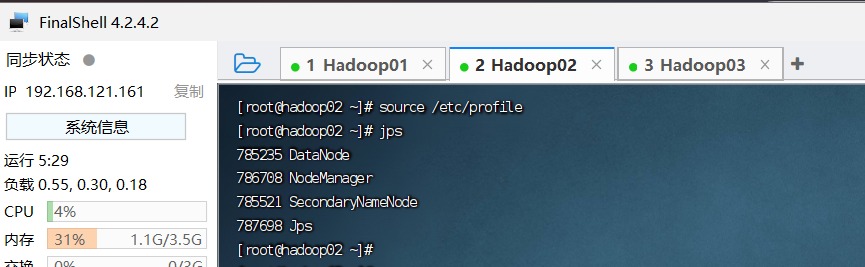 FinalShell 4.2.4.2
同步状态
IP 192.168.121.161 复制
系统信息
运行 5:29
负载 0.55, 0.30, 0.18
CPU 4%
内存 31% 1.1G/3.5G
交换 0% 0/3G
1 Hadoop01
2 Hadoop02
3 Hadoop03
[root@hadoop02 ~]# source /etc/profile
[root@hadoop02 ~]# jps
785235 DataNode
786708 NodeManager
785521 SecondaryNameNode
787698 Jps
[root@hadoop02 ~]#